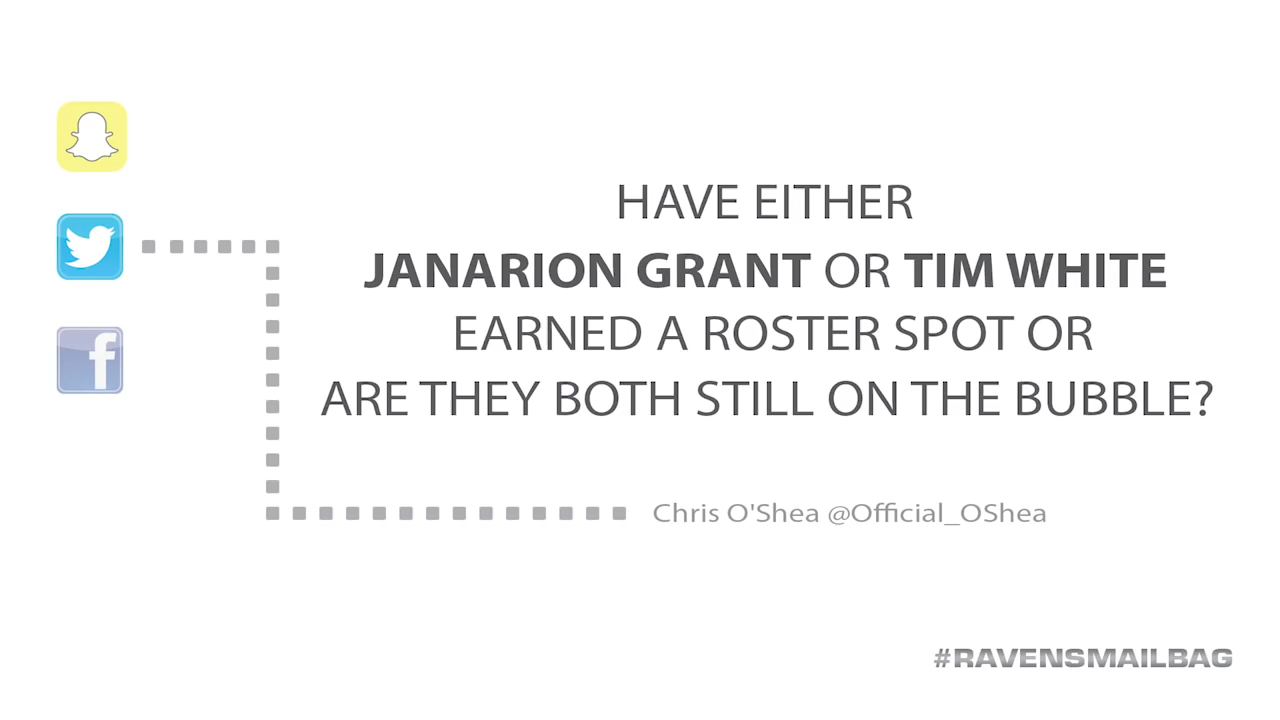 HAVE EITHER
JANARION GRANT OR TIM WHITE
EARNED A ROSTER SPOT OR
ARE THEY BOTH STILL ON THE BUBBLE?
f
Chris O'Shea @Official_OShea
#RAVENSMAILBAG